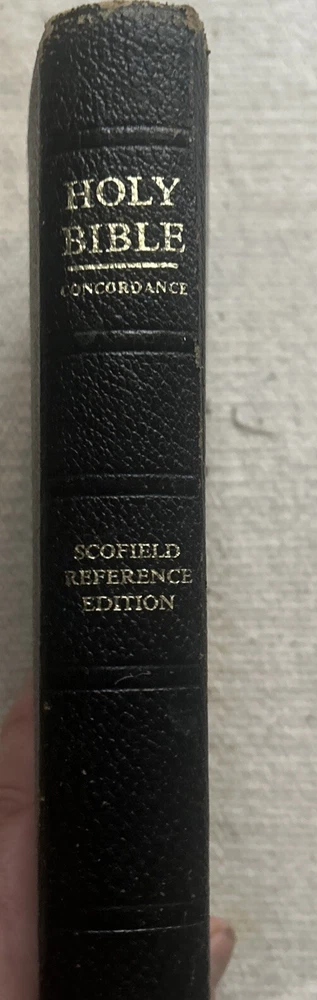 HOLY
BIBLE
CONCORDANCE
SCOFIELD
REFERENCE
EDITION